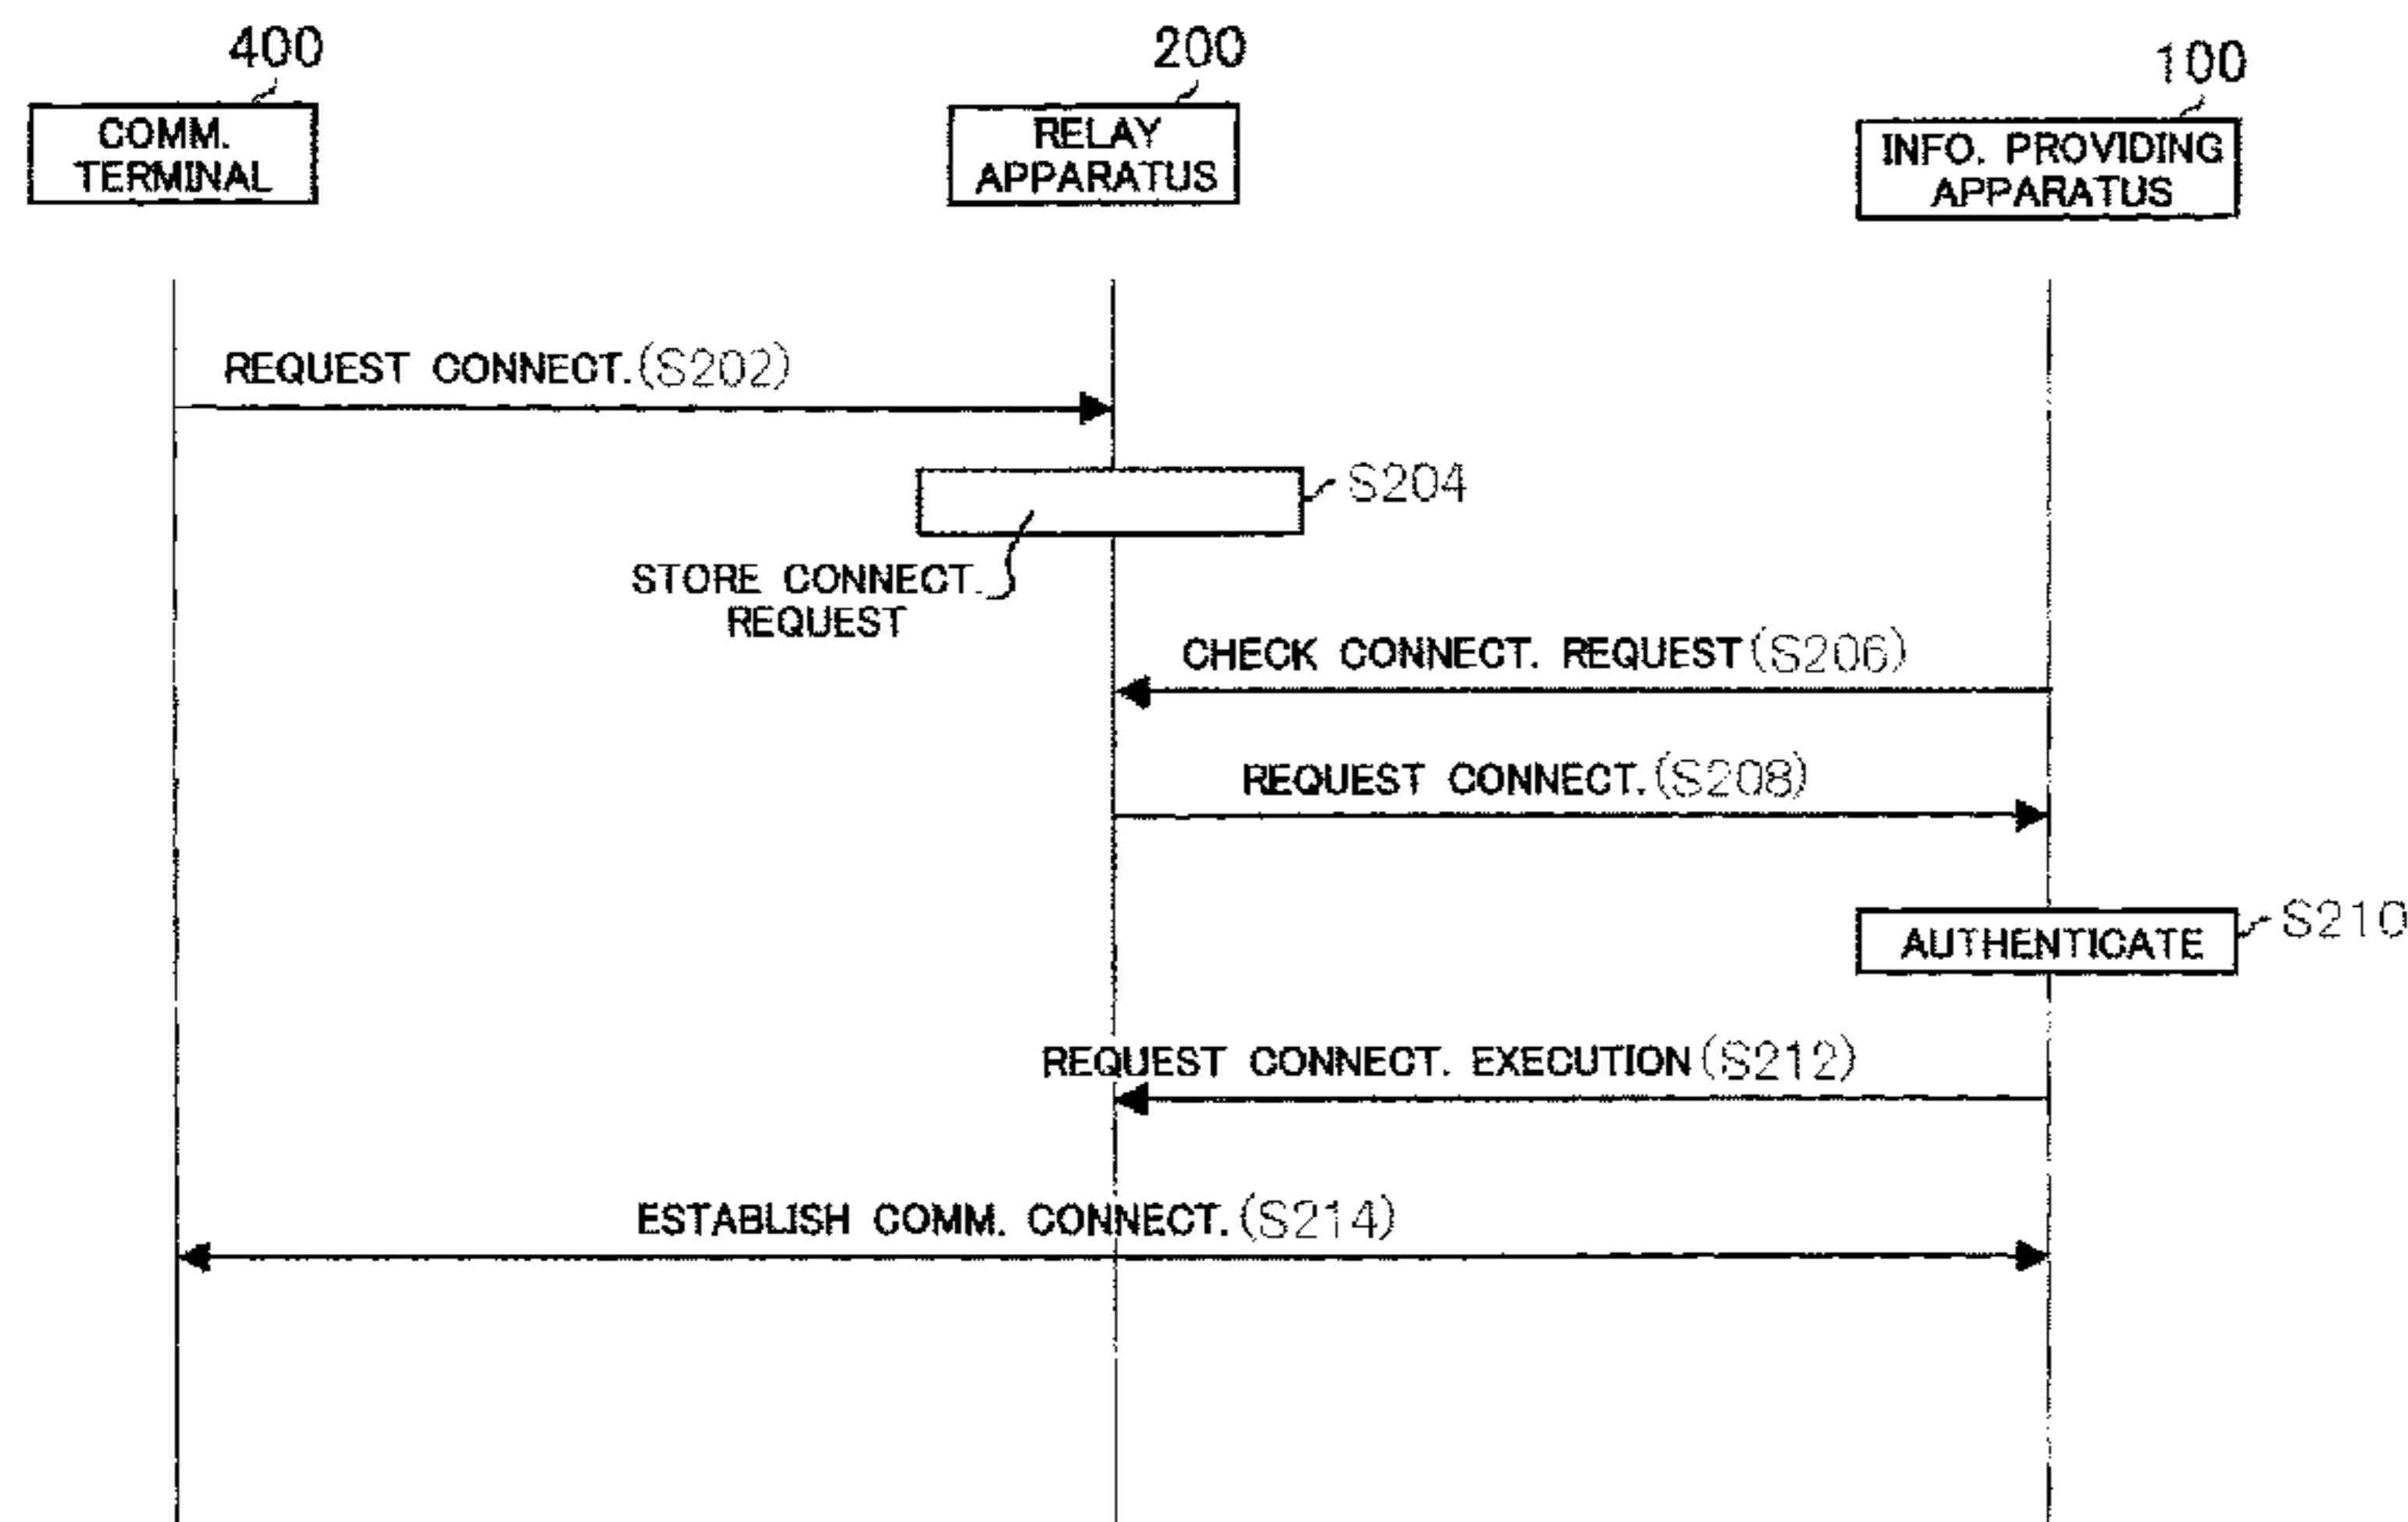 400
200
100
COMM.
TERMINAL
RELAY
APPARATUS
INFO. PROVIDING
APPARATUS
REQUEST CONNECT.(S202)
S204
STORE CONNECT.
REQUEST
CHECK CONNECT. REQUEST(S206)
REQUEST CONNECT.(S208)
S210
AUTHENTICATE
REQUEST CONNECT. EXECUTION(S212)
ESTABLISH COMM. CONNECT.(S214)